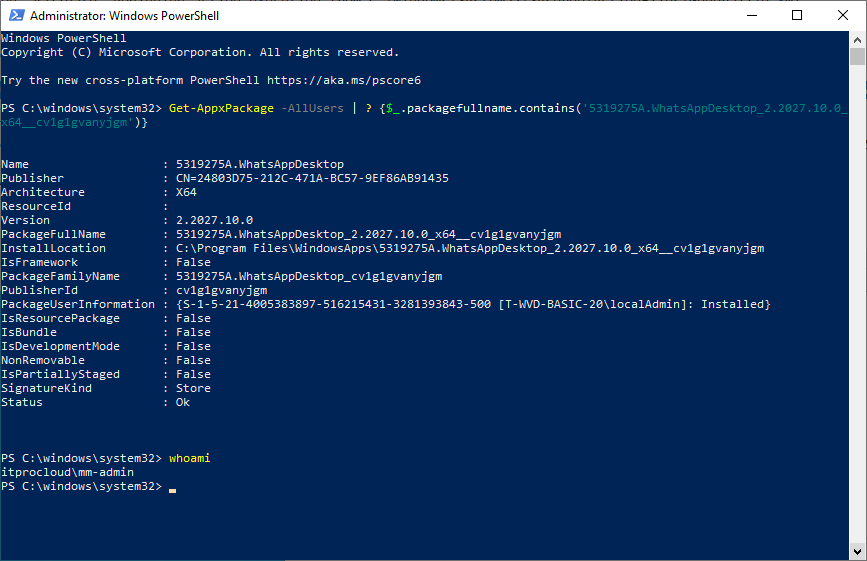 Administrator: Windows PowerShell
Windows PowerShell
Copyright (C) Microsoft Corporation. All rights reserved.
Try the new cross-platform PowerShell https://aka.ms/pscore6
PS C:\windows\system32> Get-AppxPackage -AllUsers | ? {$_.packagefullname.contains('5319275A.WhatsAppDesktop_2.2027.10.0_
x64__cv1g1gvanyjgm')}
Name                   : 5319275A.WhatsAppDesktop
Publisher              : CN=24803D75-212C-471A-BC57-9EF86AB91435
Architecture           : X64
ResourceId             :
Version                : 2.2027.10.0
PackageFullName        : 5319275A.WhatsAppDesktop_2.2027.10.0_x64__cv1g1gvanyjgm
InstallLocation        : C:\Program Files\WindowsApps\5319275A.WhatsAppDesktop_2.2027.10.0_x64__cv1g1gvanyjgm
IsFramework            : False
PackageFamilyName      : 5319275A.WhatsAppDesktop_cv1g1gvanyjgm
PublisherId            : cv1g1gvanyjgm
PackageUserInformation : {S-1-5-21-4005383897-516215431-3281393843-500 [T-WVD-BASIC-20\localAdmin]: Installed}
IsResourcePackage      : False
IsBundle               : False
IsDevelopmentMode      : False
NonRemovable           : False
IsPartiallyStaged      : False
SignatureKind          : Store
Status                 : Ok
PS C:\windows\system32> whoami
itprocloud\mm-admin
PS C:\windows\system32>